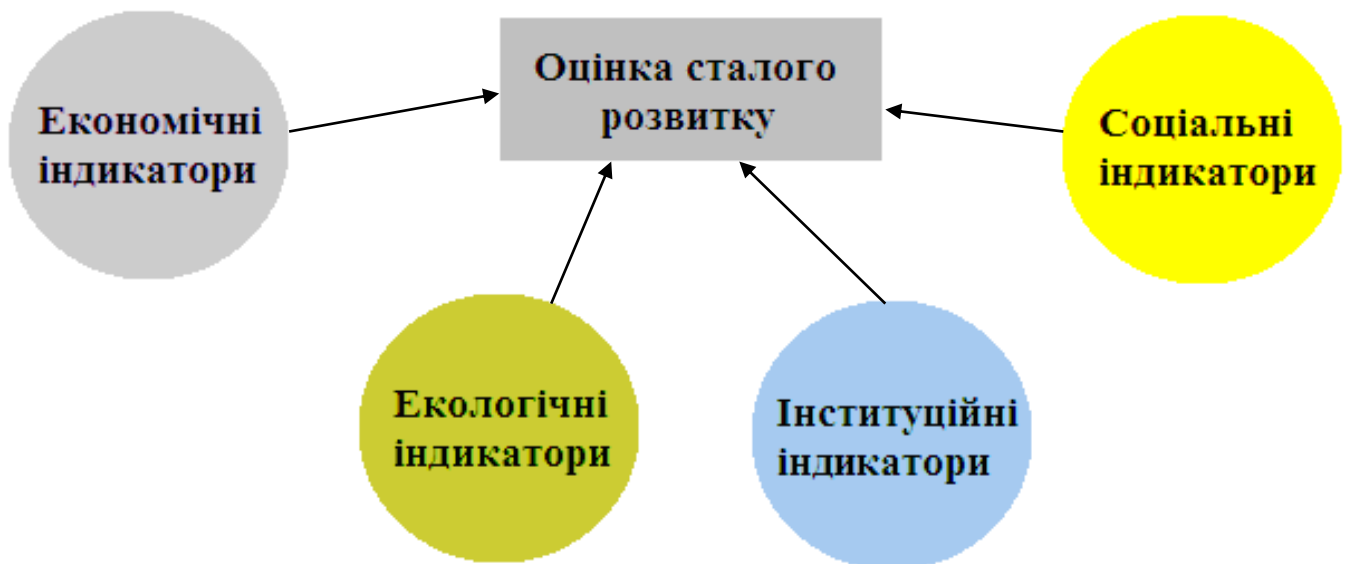 Оцінка сталого
розвитку
Економічні
індикатори
Соціальні
індикатори
Екологічні
індикатори
Інституційні
індикатори